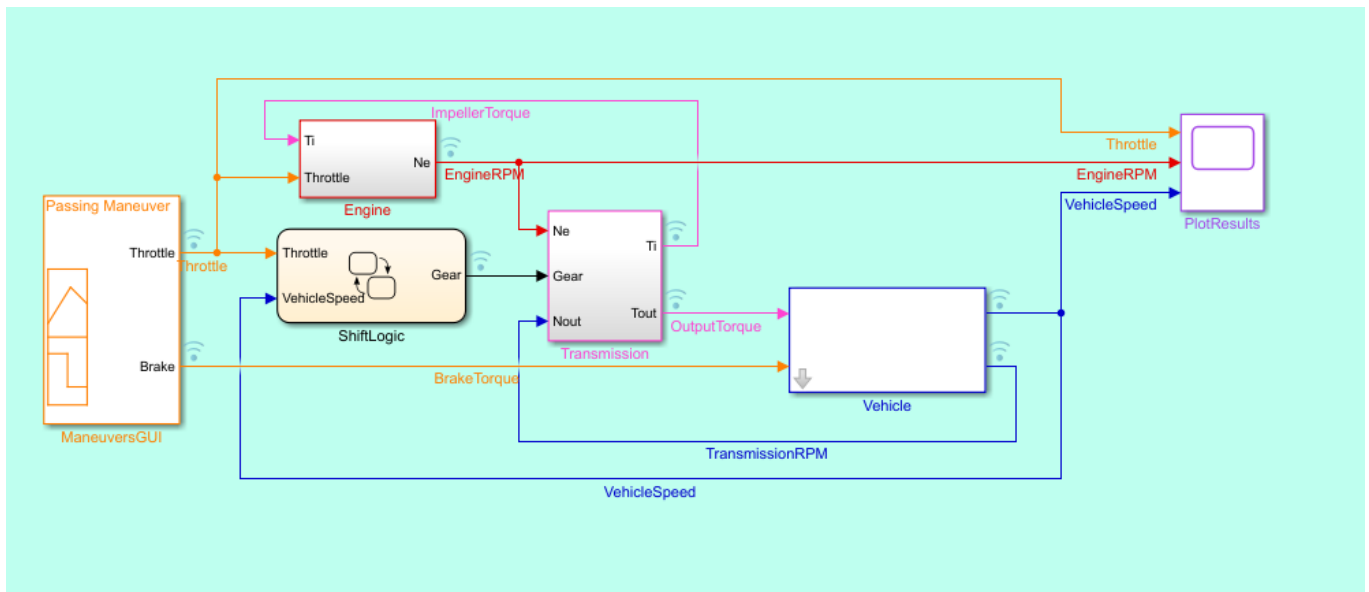 ImpellerTorque
Ti
Throttle
Ne
EngineRPM
Engine
Throttle
EngineRPM
VehicleSpeed
PlotResults
Passing Maneuver
Throttle
Throttle
Brake
ManeuversGUI
Throttle
VehicleSpeed
Gear
ShiftLogic
Ne
Gear
Nout
Ti
Tout
Transmission
OutputTorque
BrakeTorque
Vehicle
TransmissionRPM
VehicleSpeed